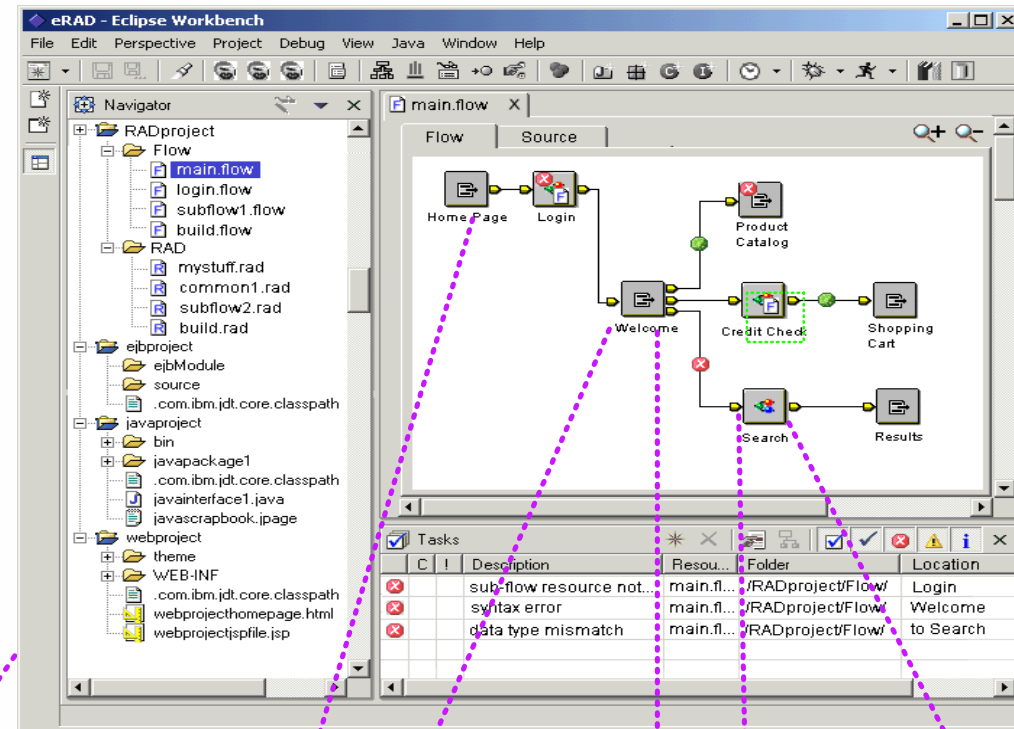 eRAD - Eclipse Workbench
File Edit Perspective Project Debug View Java Window Help
Navigator
RADproject
Flow
main.flow
login.flow
subflow1.flow
build.flow
RAD
mystuff.rad
common1.rad
subflow2.rad
build.rad
ejbproject
ejbModule
source
.com.ibm.jdt.core.classpath
javaproject
bin
javapackage1
.com.ibm.jdt.core.classpath
javainterface1.java
javascrapbook.jpage
webproject
theme
WEB-INF
.com.ibm.jdt.core.classpath
webprojecthomepage.html
webprojectjspfile.jsp
main.flow X
Flow Source
Home Page
Login
Product
Catalog
Welcome
Credit Check
Shopping
Cart
Search
Results
Tasks
C ! Description Resou... Folder Location
sub-flow resource not... main.fl... /RADproject/Flow/ Login
syntax error main.fl... /RADproject/Flow/ Welcome
data type mismatch main.fl... /RADproject/Flow/ to Search